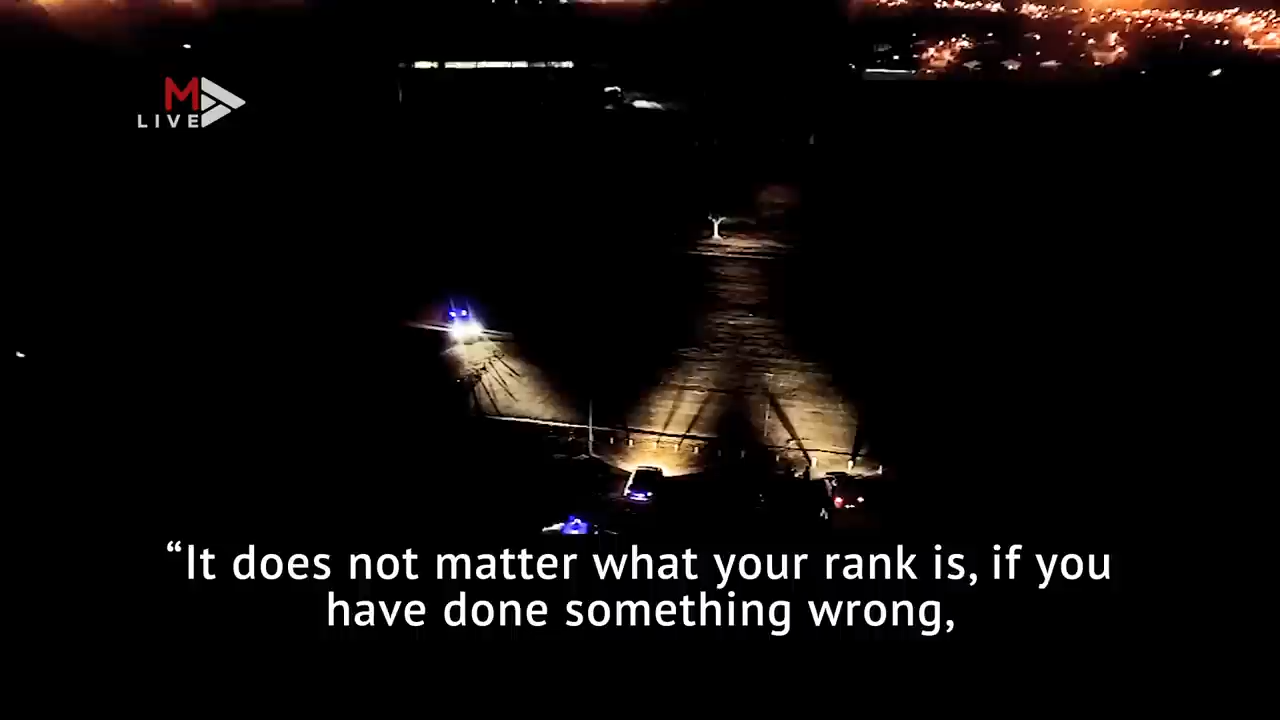 M
LIVE
“It does not matter what your rank is, if you
have done something wrong,